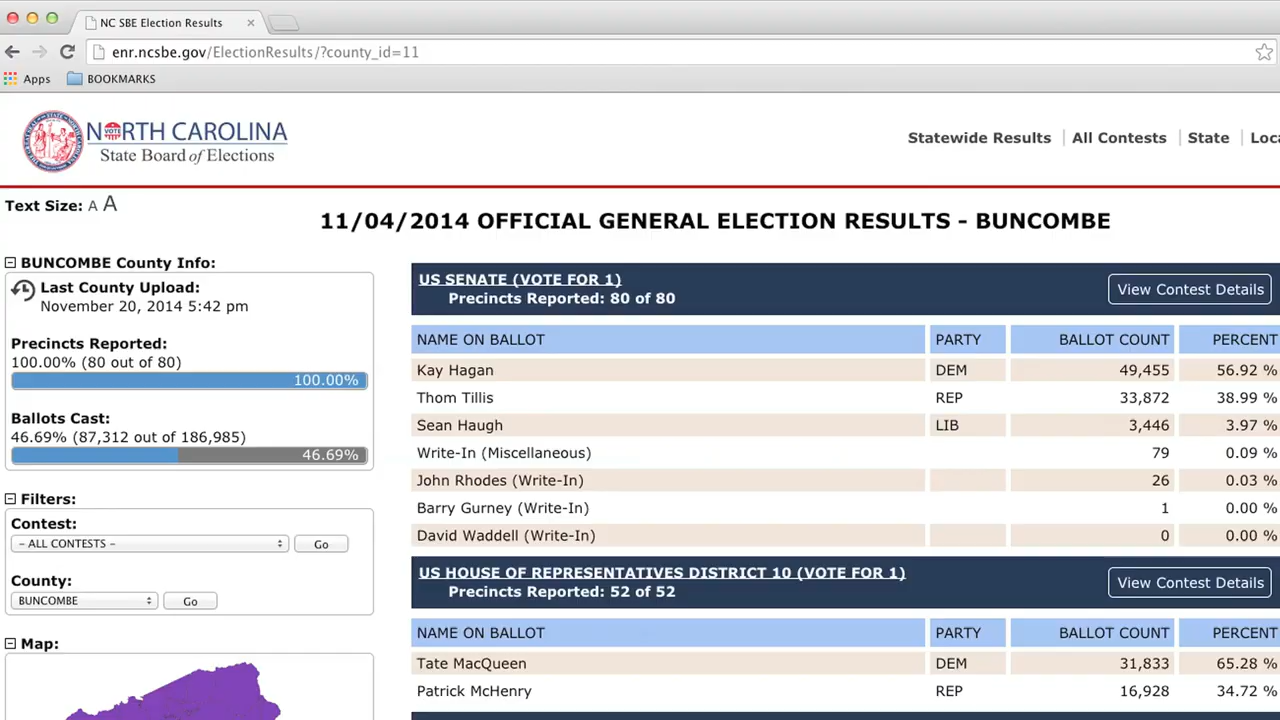 NC SBE Election Results
enr.ncsbe.gov/ElectionResults/?county_id=11
Apps BOOKMARKS
NORTH CAROLINA
VOTE
State Board of Elections
Statewide Results All Contests State Loca
Text Size: A A
11/04/2014 OFFICIAL GENERAL ELECTION RESULTS - BUNCOMBE
BUNCOMBE County Info:
Last County Upload:
November 20, 2014 5:42 pm
Precincts Reported:
100.00% (80 out of 80)
100.00%
Ballots Cast:
46.69% (87,312 out of 186,985)
46.69%
Filters:
Contest:
- ALL CONTESTS - Go
County:
BUNCOMBE Go
Map:
US SENATE (VOTE FOR 1)
Precincts Reported: 80 of 80
View Contest Details
NAME ON BALLOT PARTY BALLOT COUNT PERCENT
Kay Hagan DEM 49,455 56.92 %
Thom Tillis REP 33,872 38.99 %
Sean Haugh LIB 3,446 3.97 %
Write-In (Miscellaneous) 79 0.09 %
John Rhodes (Write-In) 26 0.03 %
Barry Gurney (Write-In) 1 0.00 %
David Waddell (Write-In) 0 0.00 %
US HOUSE OF REPRESENTATIVES DISTRICT 10 (VOTE FOR 1)
Precincts Reported: 52 of 52
View Contest Details
NAME ON BALLOT PARTY BALLOT COUNT PERCENT
Tate MacQueen DEM 31,833 65.28 %
Patrick McHenry REP 16,928 34.72 %